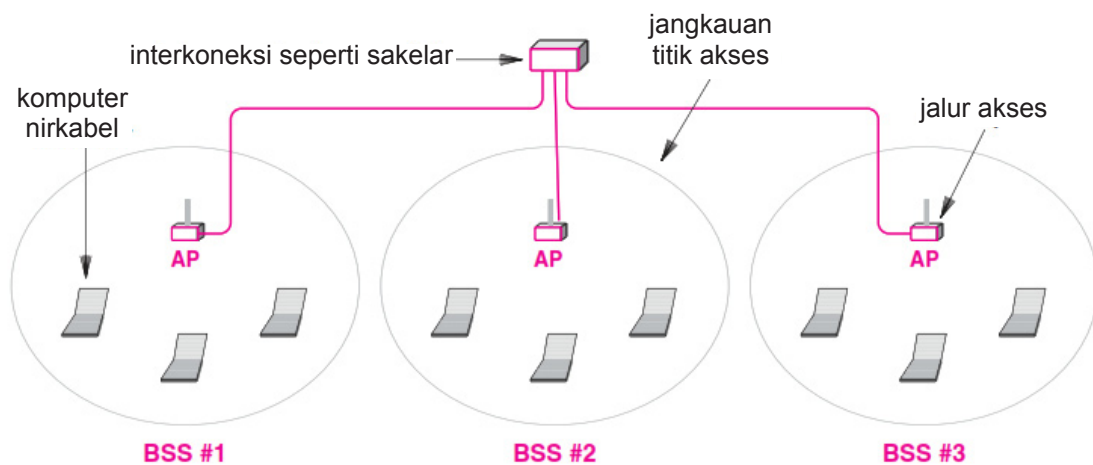 jangkauan
titik akses
interkoneksi seperti sakelar
komputer
nirkabel
jalur akses
AP
AP
AP
BSS #1
BSS #2
BSS #3